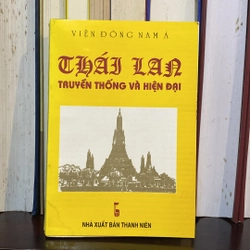 VIỆN ĐÔNG NAM Á
THÁI LAN
TRUYỀN THỐNG VÀ HIỆN ĐẠI
NHÀ XUẤT BẢN THANH NIÊN